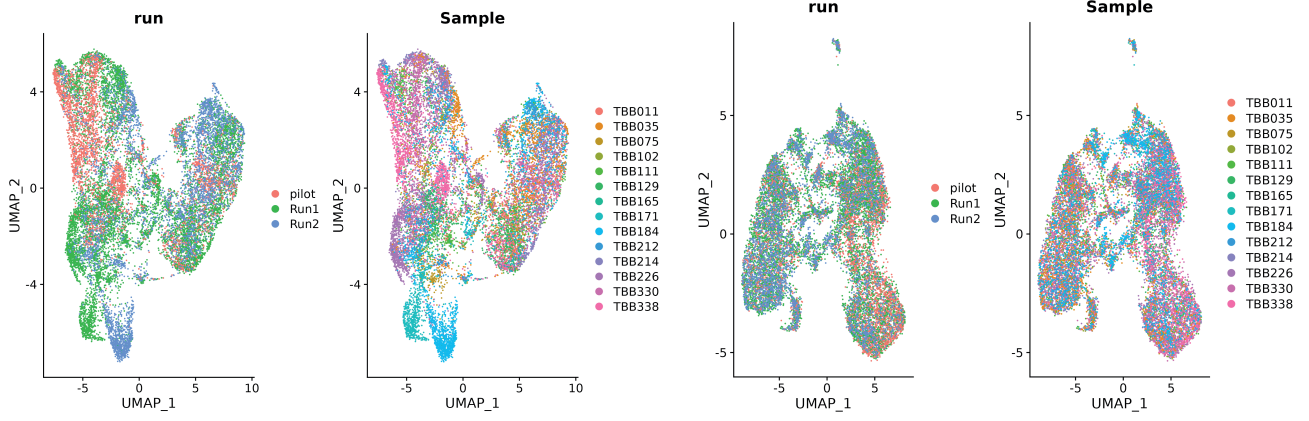 run
UMAP_2
4
0
-4
-5
0
5
10
UMAP_1
pilot
Run1
Run2
Sample
UMAP_2
4
0
-4
-5
0
5
10
UMAP_1
TBB011
TBB035
TBB075
TBB102
TBB111
TBB129
TBB165
TBB171
TBB184
TBB212
TBB214
TBB226
TBB330
TBB338
run
UMAP_2
5
0
-5
-5
0
5
UMAP_1
pilot
Run1
Run2
Sample
UMAP_2
5
0
-5
-5
0
5
UMAP_1
TBB011
TBB035
TBB075
TBB102
TBB111
TBB129
TBB165
TBB171
TBB184
TBB212
TBB214
TBB226
TBB330
TBB338